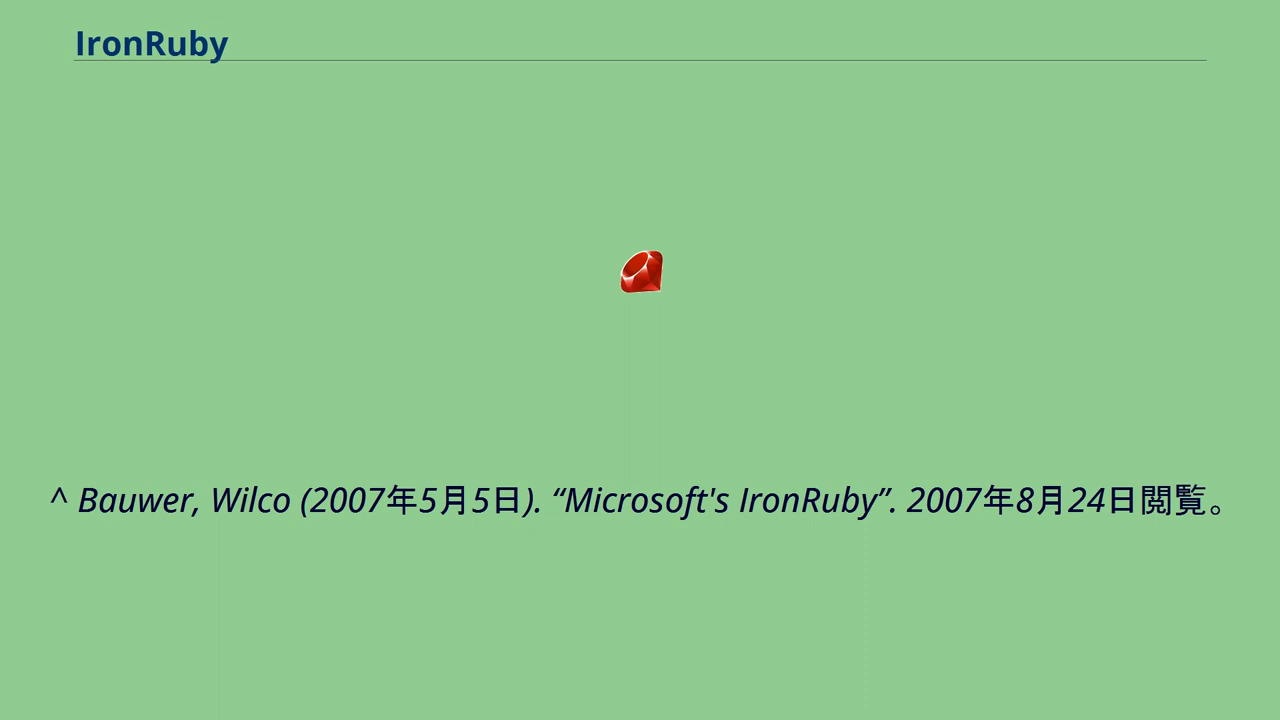 IronRuby
^ Bauwer, Wilco (2007年5月5日). “Microsoft's IronRuby”. 2007年8月24日閲覧。